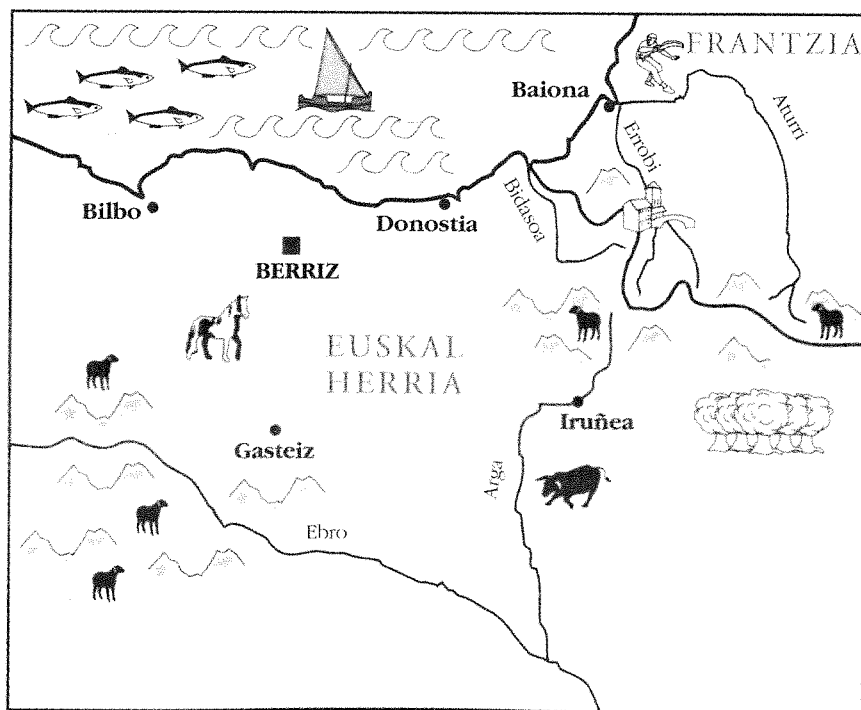 FRANTZIA
Baiona
Aturri
Errobi
Bidasoa
Bilbo
Donostia
BERRIZ
EUSKAL
HERRIA
Iruñea
Gasteiz
Arga
Ebro